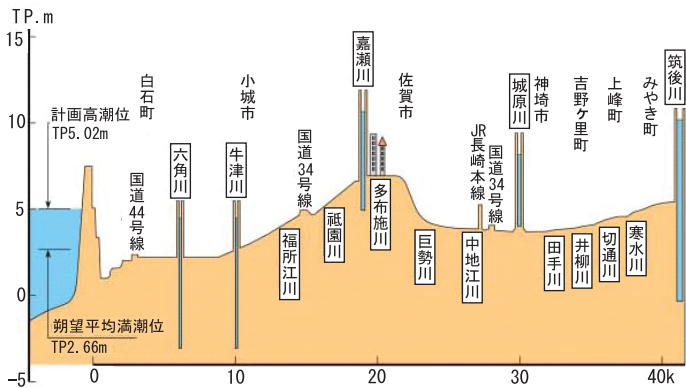 TP.m
15
10
5
0
-5
0
10
20
30
40k
計画高潮位
TP5.02m
朔望平均満潮位
TP2.66m
白石町
国道44号線
六角川
小城市
牛津川
福所江川
国道34号線
祗園川
嘉瀬川
多布施川
佐賀市
巨勢川
JR長崎本線
中地江川
国道34号線
城原川
神埼市
田手川
吉野ヶ里町
井柳川
上峰町
切通川
みやき町
寒水川
筑後川